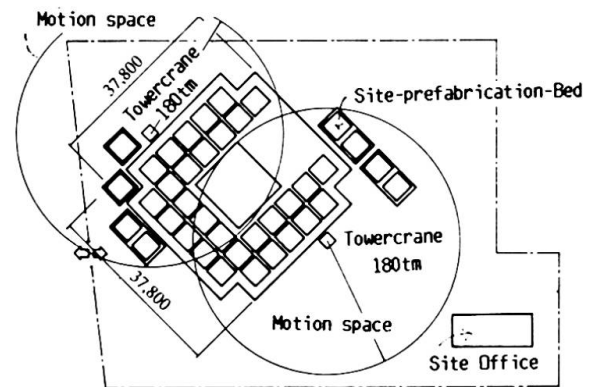 Motion space
37.800
Towercrane
180tm
Site-prefabrication-Bed
Towercrane
180tm
37.800
Motion space
Site Office